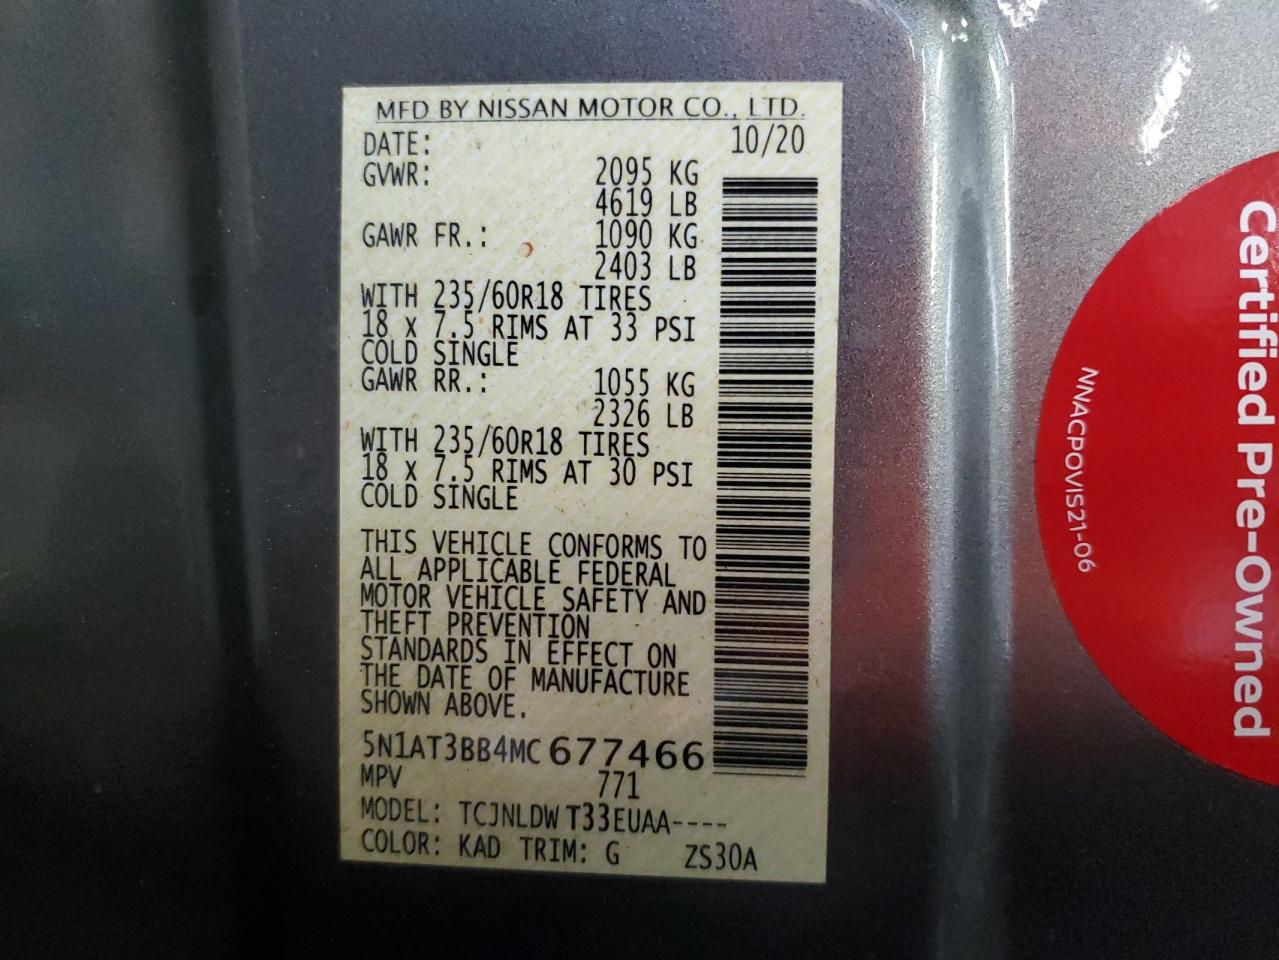 MFD BY NISSAN MOTOR CO., LTD.
DATE: 10/20
GVWR: 2095 KG
4619 LB
GAWR FR.: 1090 KG
2403 LB
WITH 235/60R18 TIRES
18 x 7.5 RIMS AT 33 PSI
COLD SINGLE
GAWR RR.: 1055 KG
2326 LB
WITH 235/60R18 TIRES
18 x 7.5 RIMS AT 30 PSI
COLD SINGLE
THIS VEHICLE CONFORMS TO
ALL APPLICABLE FEDERAL
MOTOR VEHICLE SAFETY AND
THEFT PREVENTION
STANDARDS IN EFFECT ON
THE DATE OF MANUFACTURE
SHOWN ABOVE.
5N1AT3BB4MC677466
MPV 771
MODEL: TCJNLDW T33EUAA----
COLOR: KAD TRIM: G ZS30A
Certified Pre-Owned
NNACPOVIS21-06